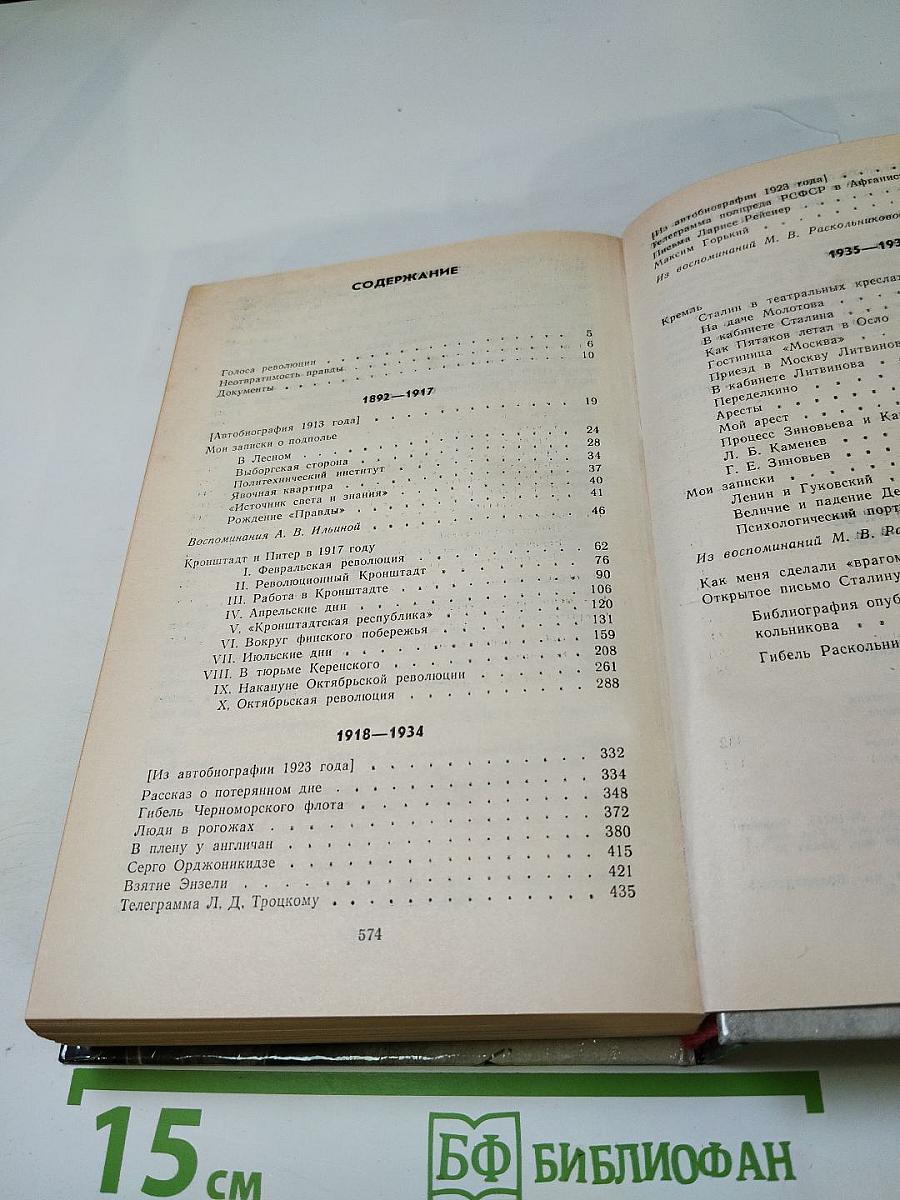 СОДЕРЖАНИЕ
Голоса революции . . . . . 5
Неотвратимость правды . . . . . 6
Документы . . . . . 10
1892—1917
[Автобиография 1913 года] . . . . . 19
Мои записки о подполье
В Лесном . . . . . 24
Выборгская сторона . . . . . 28
Политехнический институт . . . . . 34
Явочная квартира . . . . . 37
«Источник света и знания» . . . . . 40
Рождение «Правды» . . . . . 41
Воспоминания А. В. Ильиной . . . . . 46
Кронштадт и Питер в 1917 году
I. Февральская революция . . . . . 62
II. Революционный Кронштадт . . . . . 76
III. Работа в Кронштадте . . . . . 90
IV. Апрельские дни . . . . . 106
V. «Кронштадтская республика» . . . . . 120
VI. Вокруг финского побережья . . . . . 131
VII. Июльские дни . . . . . 159
VIII. В тюрьме Керенского . . . . . 208
IX. Накануне Октябрьской революции . . . . . 261
X. Октябрьская революция . . . . . 288
1918—1934
[Из автобиографии 1923 года] . . . . . 332
Рассказ о потерянном дне . . . . . 334
Гибель Черноморского флота . . . . . 348
Люди в рогожах . . . . . 372
В плену у англичан . . . . . 380
Серго Орджоникидзе . . . . . 415
Взятие Энзели . . . . . 421
Телеграмма Л. Д. Троцкому . . . . . 435
574
[Из автобиографии 1923 года] . . .
Телеграмма полпреда РСФСР в Афганис
Письма Ларисе Рейснер . . .
Максим Горький . . .
Из воспоминаний М. В. Раскольниково
1935—193
Кремль
Сталин в театральных креслах
На даче Молотова . . .
В кабинете Сталина . . .
Как Пятаков летал в Осло
Гостиница «Москва» . . .
Приезд в Москву Литвинов
В кабинете Литвинова . . .
Переделкино . . .
Аресты . . .
Мой арест . . .
Процесс Зиновьева и Ка
Л. Б. Каменев . . .
Г. Е. Зиновьев . . .
Мои записки . . .
Ленин и Гуковский . . .
Величие и падение Де
Психологический порт
Из воспоминаний М. В. Рас
Как меня сделали «врагом
Открытое письмо Сталину
Библиография опуб
кольникова . . .
Гибель Раскольни
15 см
БФ БИБЛИОФАН